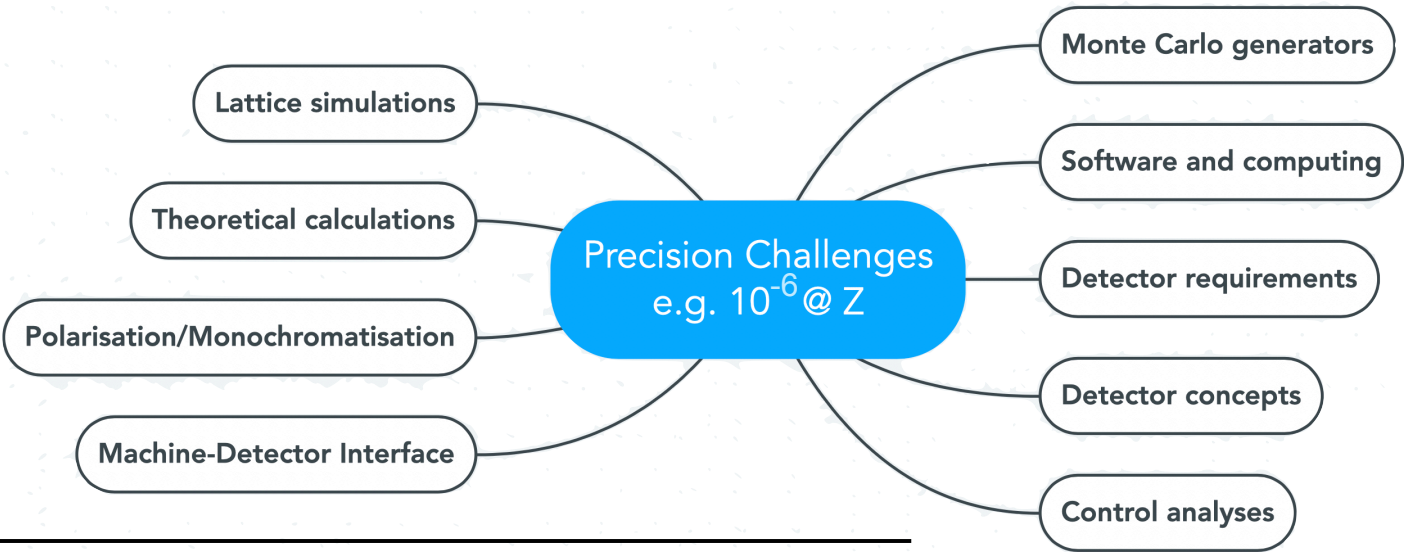 Lattice simulations
Theoretical calculations
Polarisation/Monochromatisation
Machine-Detector Interface
Precision Challenges
e.g. 10⁻⁶@ Z
Monte Carlo generators
Software and computing
Detector requirements
Detector concepts
Control analyses